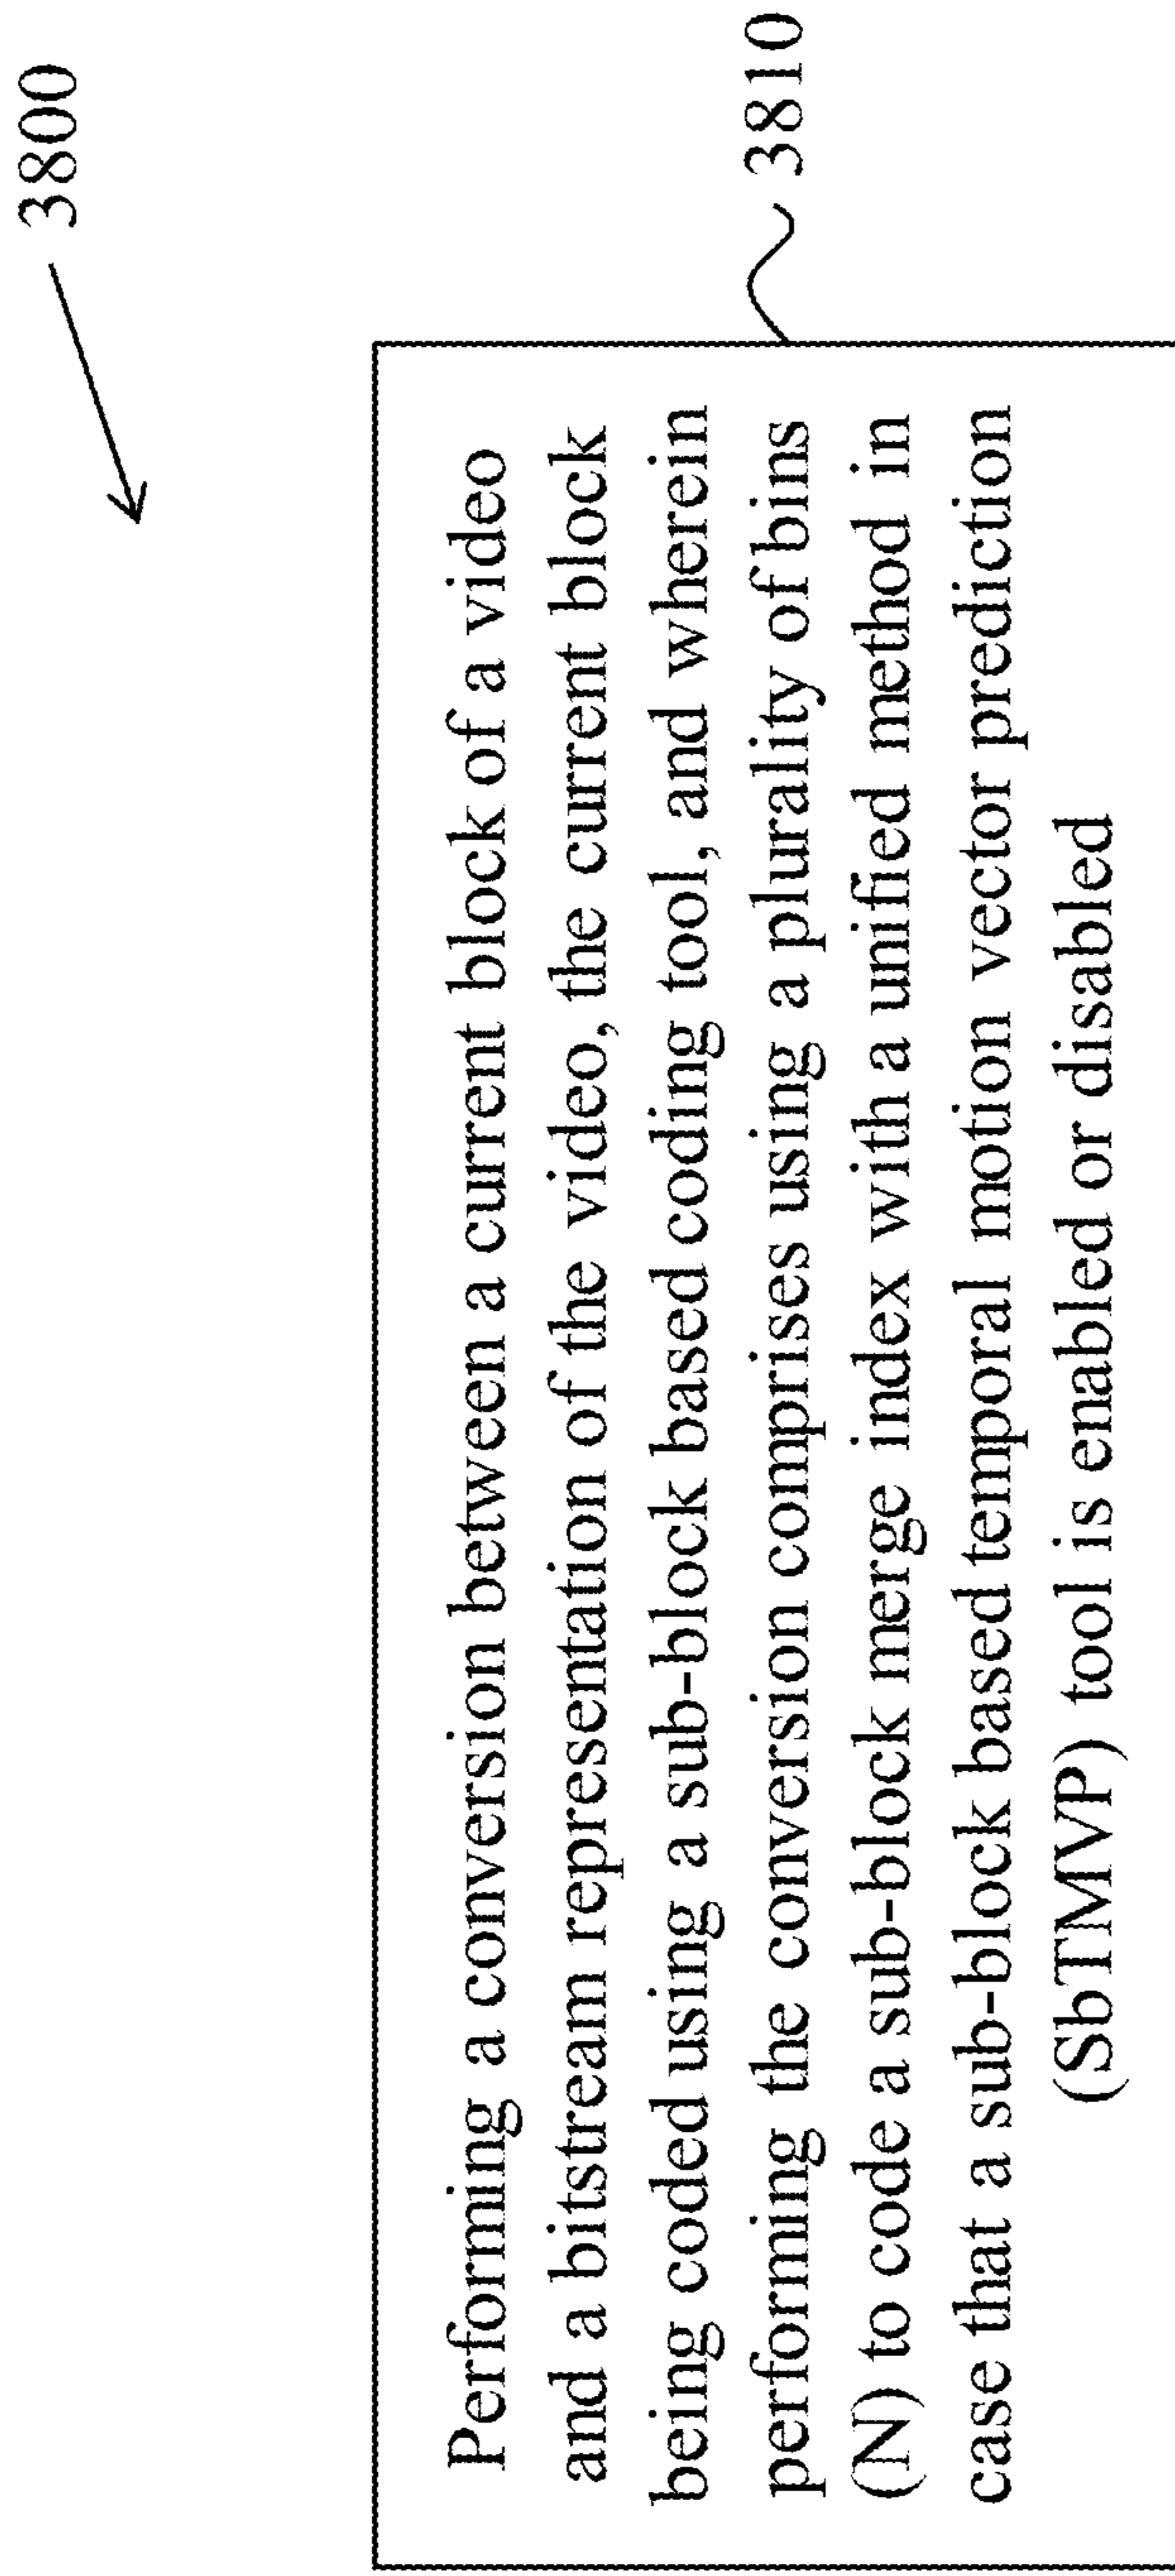 3800
Performing a conversion between a current block of a video
and a bitstream representation of the video, the current block
being coded using a sub-block based coding tool, and wherein
performing the conversion comprises using a plurality of bins
(N) to code a sub-block merge index with a unified method in
case that a sub-block based temporal motion vector prediction
(SbTMVP) tool is enabled or disabled
3810